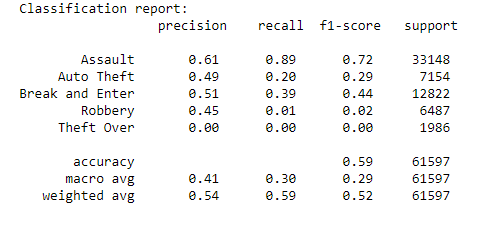 Classification report:
precision recall f1-score support
Assault 0.61 0.89 0.72 33148
Auto Theft 0.49 0.20 0.29 7154
Break and Enter 0.51 0.39 0.44 12822
Robbery 0.45 0.01 0.02 6487
Theft Over 0.00 0.00 0.00 1986
accuracy 0.59 61597
macro avg 0.41 0.30 0.29 61597
weighted avg 0.54 0.59 0.52 61597